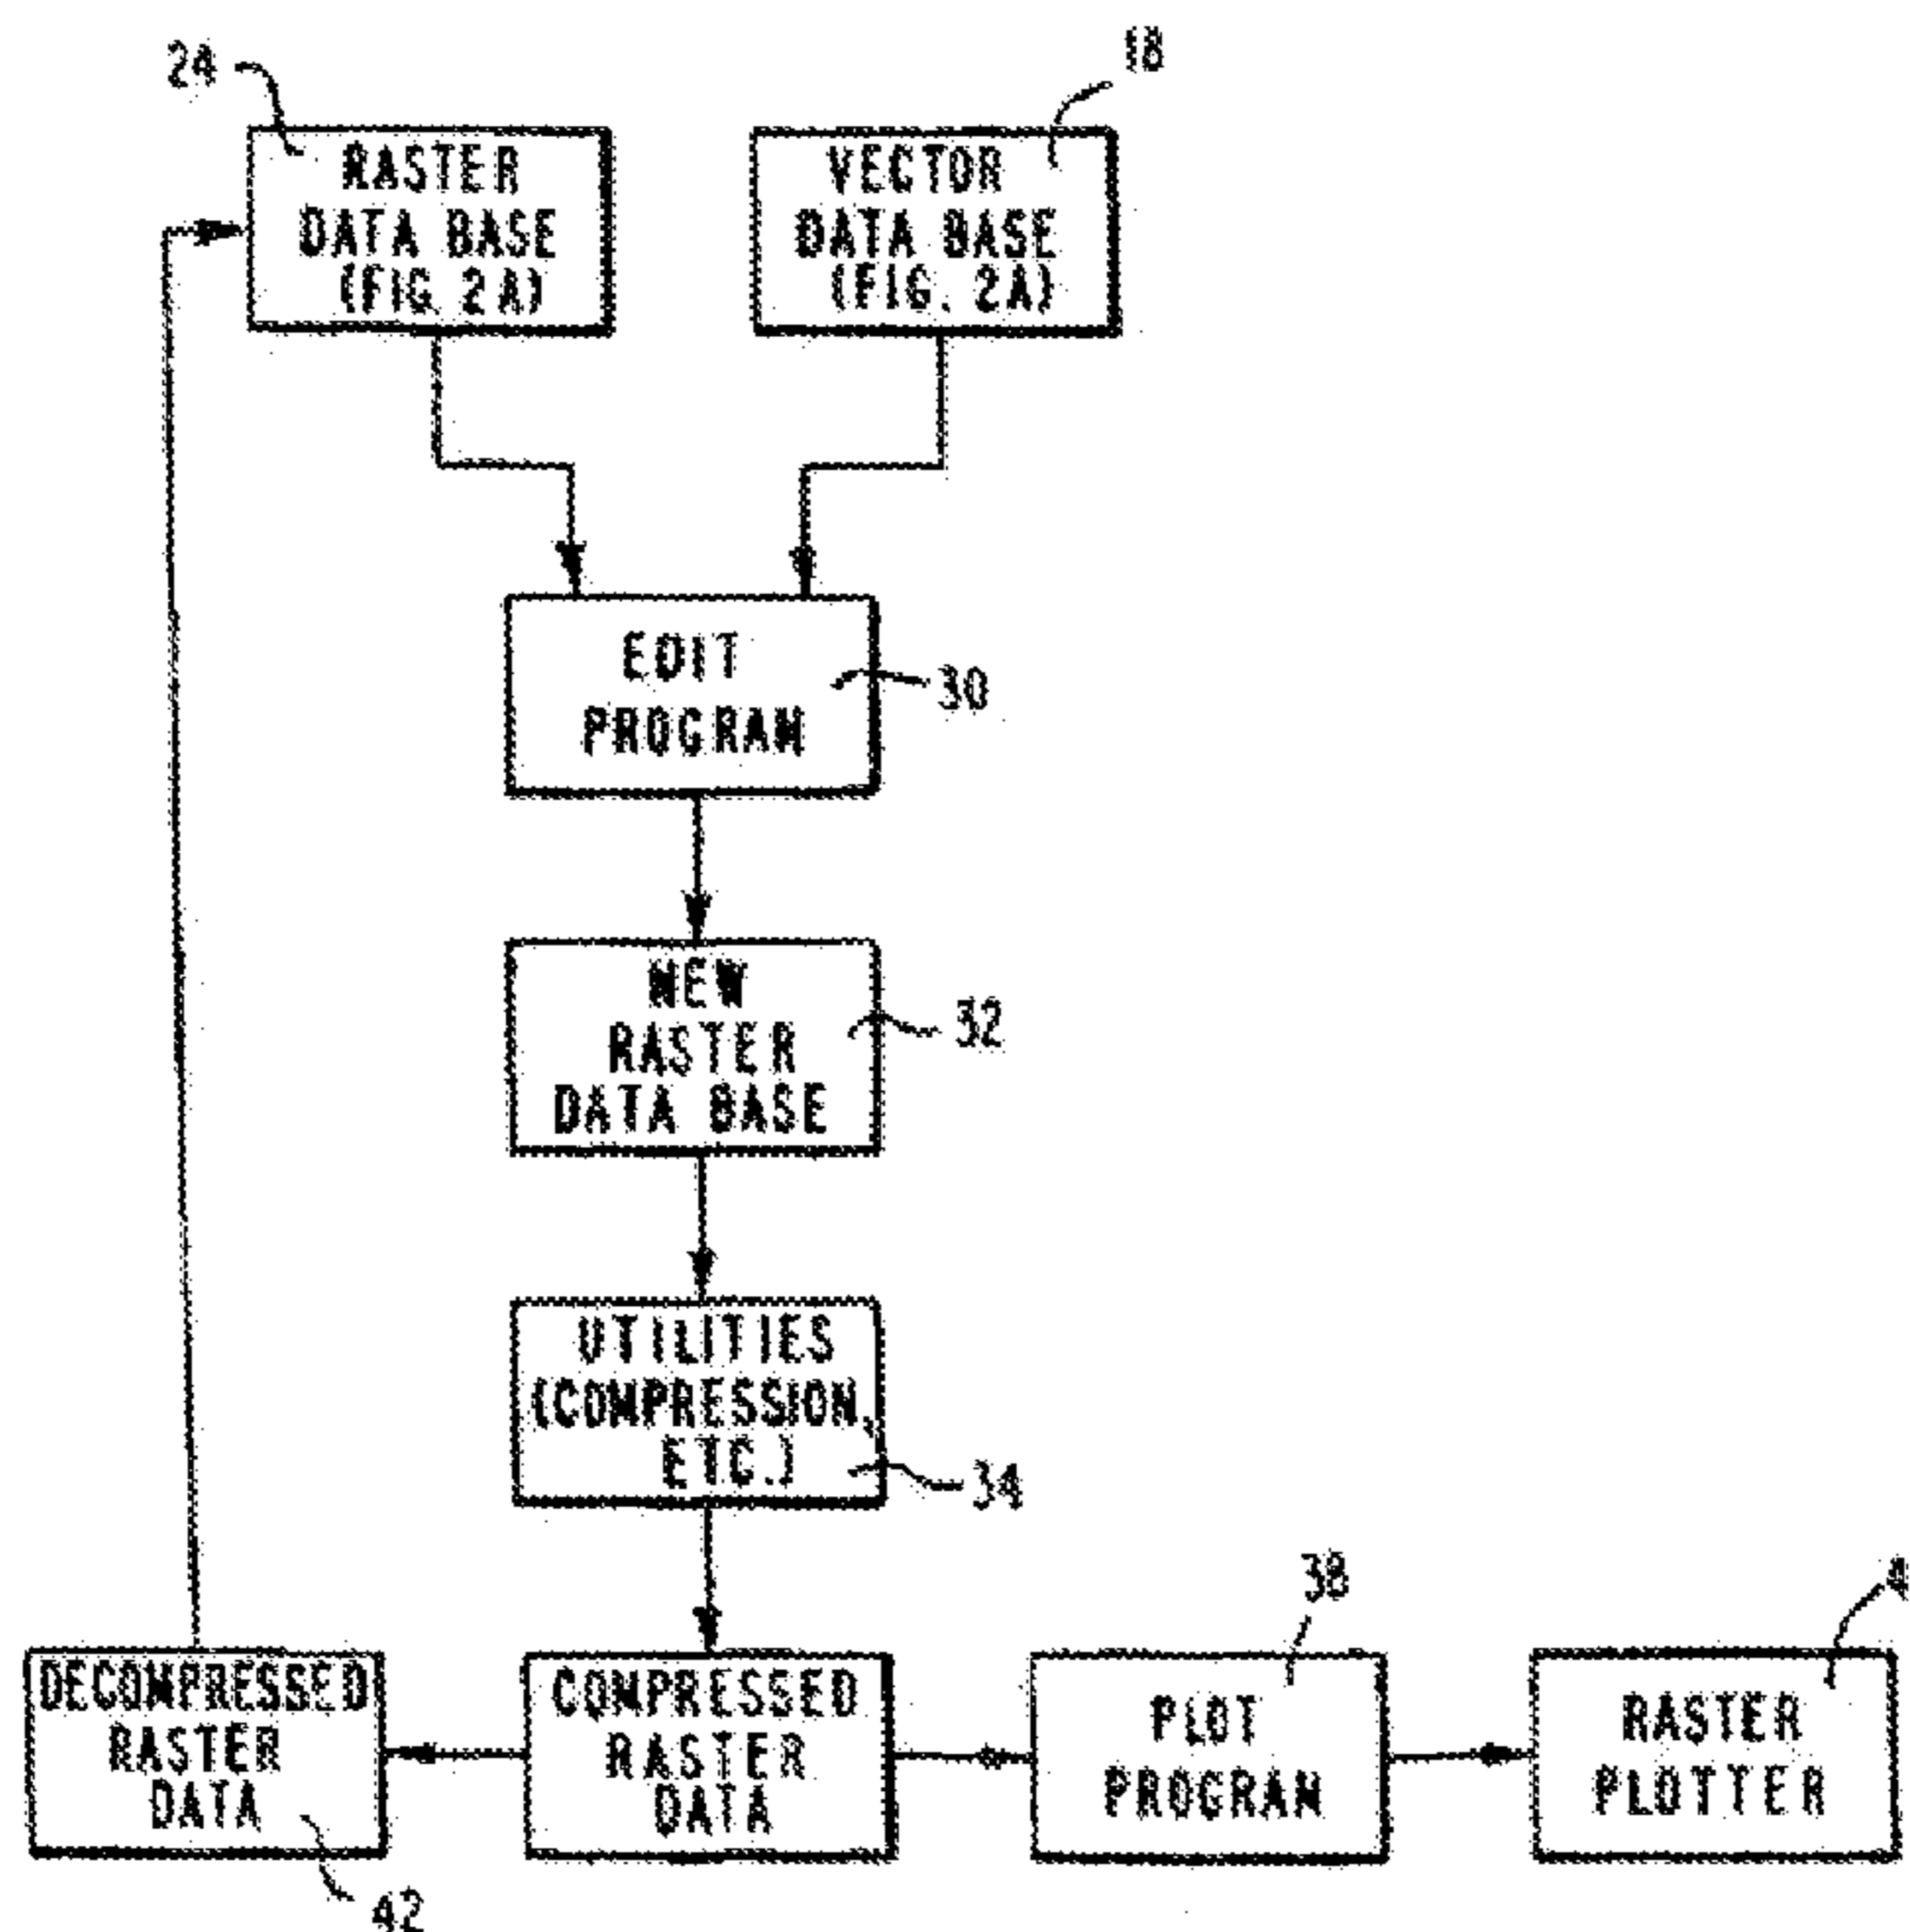 24
18
RASTER
DATA BASE
(FIG. 2A)
VECTOR
DATA BASE
(FIG. 2A)
EDIT
PROGRAM
30
NEW
RASTER
DATA BASE
32
UTILITIES
(COMPRESSION,
ETC.)
34
38
4
DECOMPRESSED
RASTER
DATA
42
COMPRESSED
RASTER
DATA
PLOT
PROGRAM
RASTER
PLOTTER